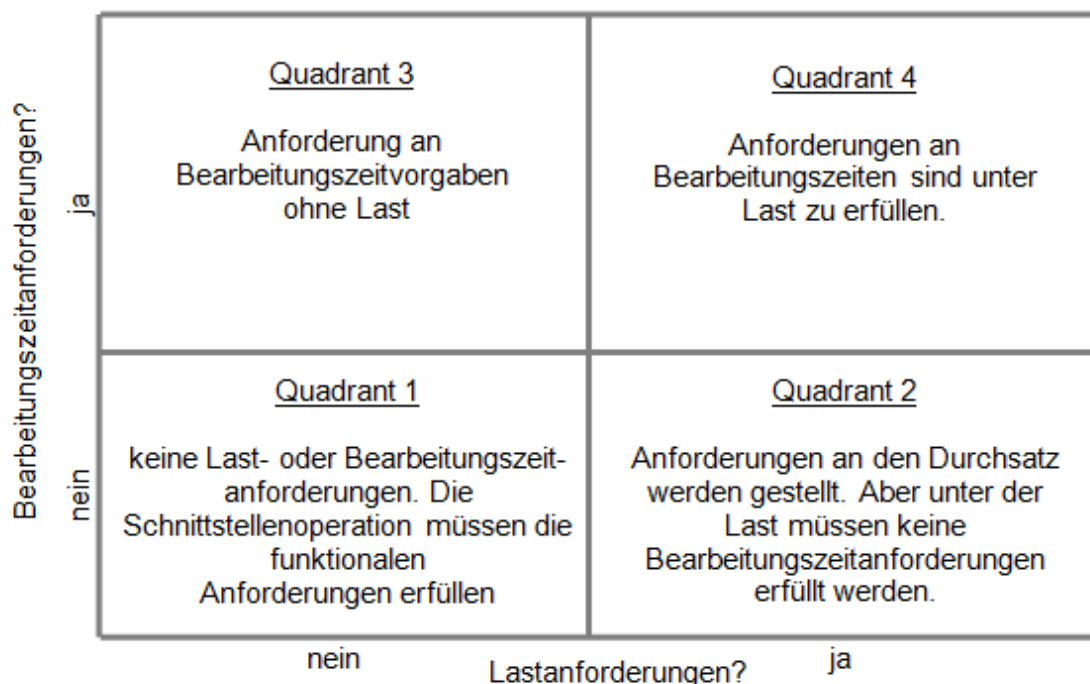 Bearbeitungszeitanforderungen?
ja
nein
Quadrant 3
Anforderung an
Bearbeitungszeitvorgaben
ohne Last
Quadrant 4
Anforderungen an
Bearbeitungszeiten sind unter
Last zu erfüllen.
Quadrant 1
keine Last- oder Bearbeitungszeit-
anforderungen. Die
Schnittstellenoperation müssen die
funktionalen
Anforderungen erfüllen
Quadrant 2
Anforderungen an den Durchsatz
werden gestellt. Aber unter der
Last müssen keine
Bearbeitungszeitanforderungen
erfüllt werden.
nein
Lastanforderungen?
ja